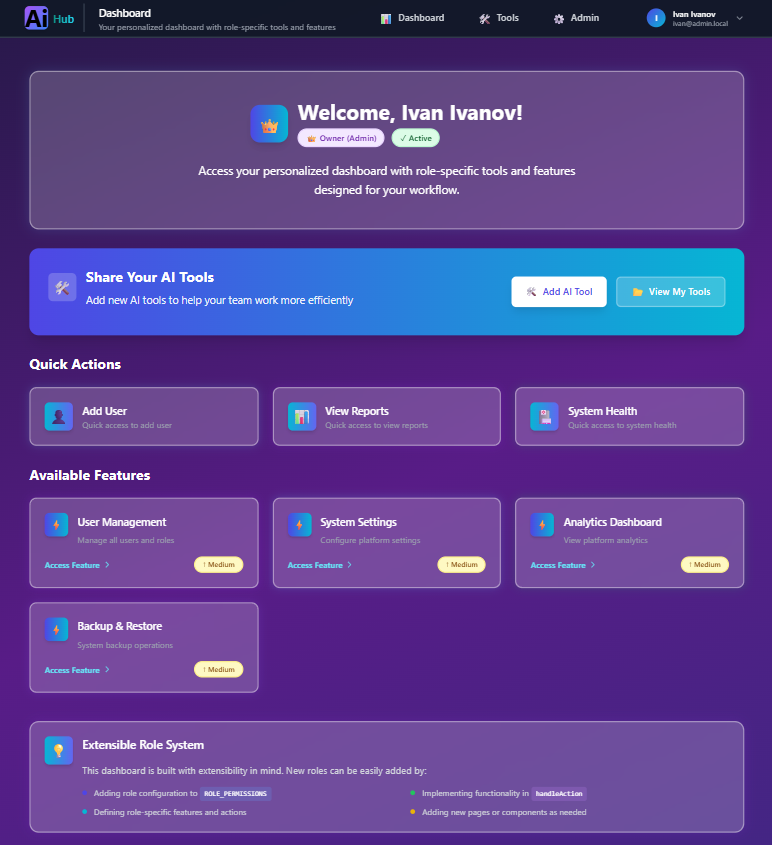 Ai Hub
Dashboard
Your personalized dashboard with role-specific tools and features
Dashboard
Tools
Admin
I
Ivan Ivanov
ivan@admin.local
Welcome, Ivan Ivanov!
Owner (Admin)
✓ Active
Access your personalized dashboard with role-specific tools and features
designed for your workflow.
Share Your AI Tools
Add new AI tools to help your team work more efficiently
Add AI Tool
View My Tools
Quick Actions
Add User
Quick access to add user
View Reports
Quick access to view reports
System Health
Quick access to system health
Available Features
User Management
Manage all users and roles
Access Feature
↑ Medium
System Settings
Configure platform settings
Access Feature
↑ Medium
Analytics Dashboard
View platform analytics
Access Feature
↑ Medium
Backup & Restore
System backup operations
Access Feature
↑ Medium
Extensible Role System
This dashboard is built with extensibility in mind. New roles can be easily added by:
Adding role configuration to ROLE_PERMISSIONS
Implementing functionality in handleAction
Defining role-specific features and actions
Adding new pages or components as needed